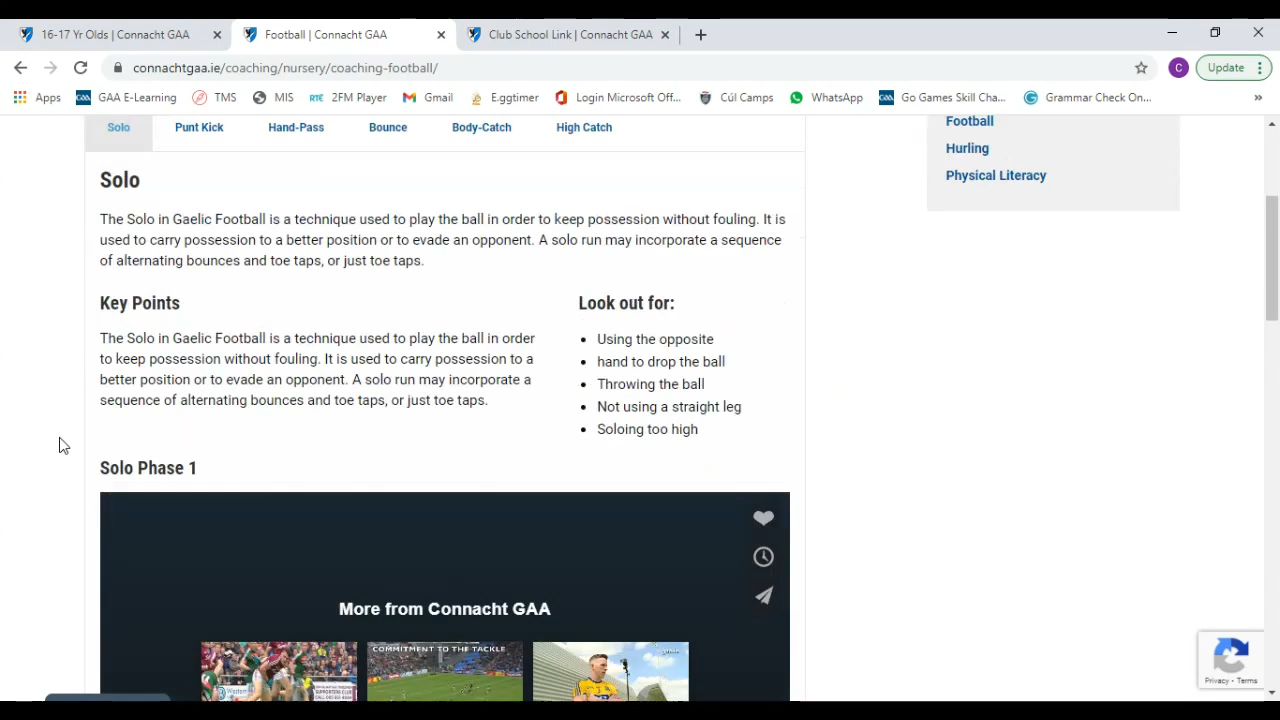 16-17 Yr Olds | Connacht GAA
Football | Connacht GAA
Club School Link | Connacht GAA
connachtgaa.ie/coaching/nursery/coaching-football/
C
Update
Apps
GAA E-Learning
TMS
MIS
RTÉ 2FM Player
Gmail
E.ggtimer
Login Microsoft Off...
Cúl Camps
WhatsApp
Go Games Skill Cha...
Grammar Check On...
»
Solo
Punt Kick
Hand-Pass
Bounce
Body-Catch
High Catch
Football
Hurling
Physical Literacy
Solo
The Solo in Gaelic Football is a technique used to play the ball in order to keep possession without fouling. It is
used to carry possession to a better position or to evade an opponent. A solo run may incorporate a sequence
of alternating bounces and toe taps, or just toe taps.
Key Points
The Solo in Gaelic Football is a technique used to play the ball in order
to keep possession without fouling. It is used to carry possession to a
better position or to evade an opponent. A solo run may incorporate a
sequence of alternating bounces and toe taps, or just toe taps.
Look out for:
Using the opposite
hand to drop the ball
Throwing the ball
Not using a straight leg
Soloing too high
Solo Phase 1
More from Connacht GAA
COMMITMENT TO THE TACKLE
Privacy - Terms